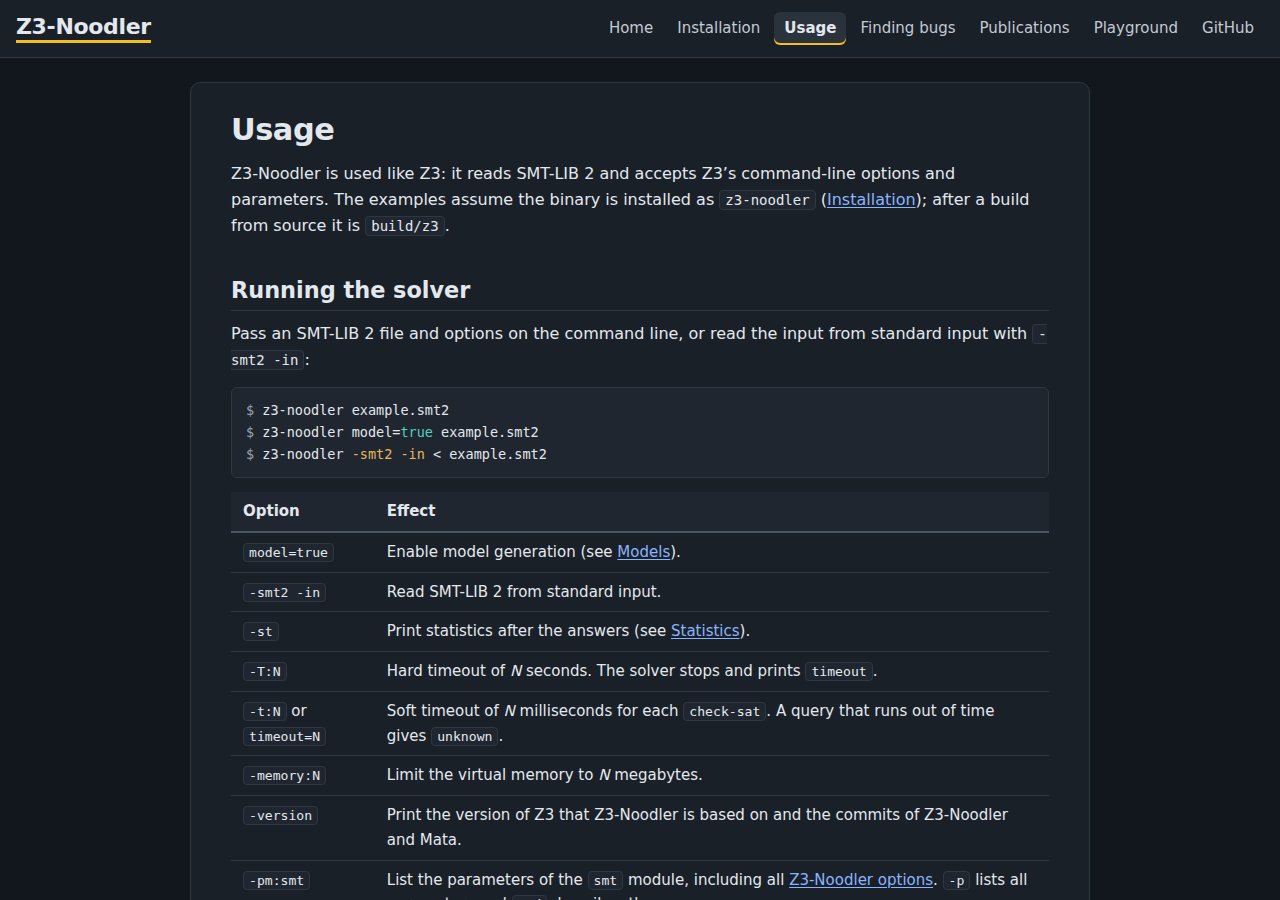 Z3-Noodler
Home Installation Usage Finding bugs Publications Playground GitHub
Usage
Z3-Noodler is used like Z3: it reads SMT-LIB 2 and accepts Z3’s command-line options and
parameters. The examples assume the binary is installed as z3-noodler (Installation); after a build
from source it is build/z3.
Running the solver
Pass an SMT-LIB 2 file and options on the command line, or read the input from standard input with -
smt2 -in:
$ z3-noodler example.smt2
$ z3-noodler model=true example.smt2
$ z3-noodler -smt2 -in < example.smt2
Option Effect
model=true Enable model generation (see Models).
-smt2 -in Read SMT-LIB 2 from standard input.
-st Print statistics after the answers (see Statistics).
-T:N Hard timeout of N seconds. The solver stops and prints timeout.
-t:N or Soft timeout of N milliseconds for each check-sat. A query that runs out of time
timeout=N gives unknown.
-memory:N Limit the virtual memory to N megabytes.
-version Print the version of Z3 that Z3-Noodler is based on and the commits of Z3-Noodler
and Mata.
-pm:smt List the parameters of the smt module, including all Z3-Noodler options. -p lists all